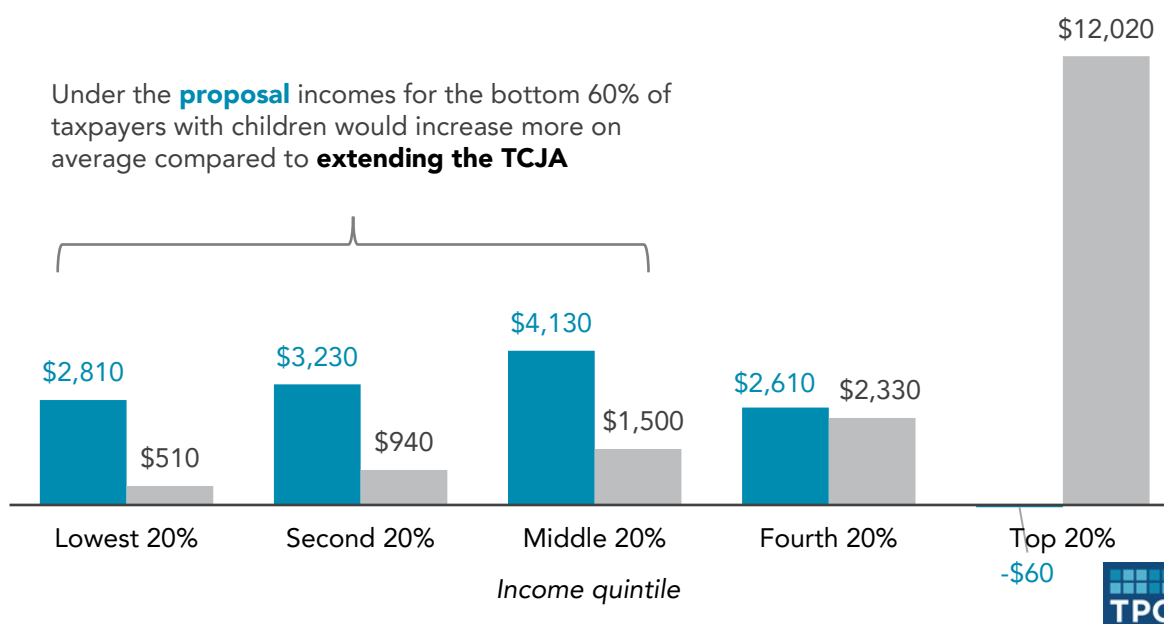 $12,020
Under the proposal incomes for the bottom 60% of
taxpayers with children would increase more on
average compared to extending the TCJA
$4,130
$3,230
$2,810
$2,610
$2,330
$1,500
$940
$510
Lowest 20%
Second 20%
Middle 20%
Fourth 20%
Top 20%
-$60
Income quintile
TPC